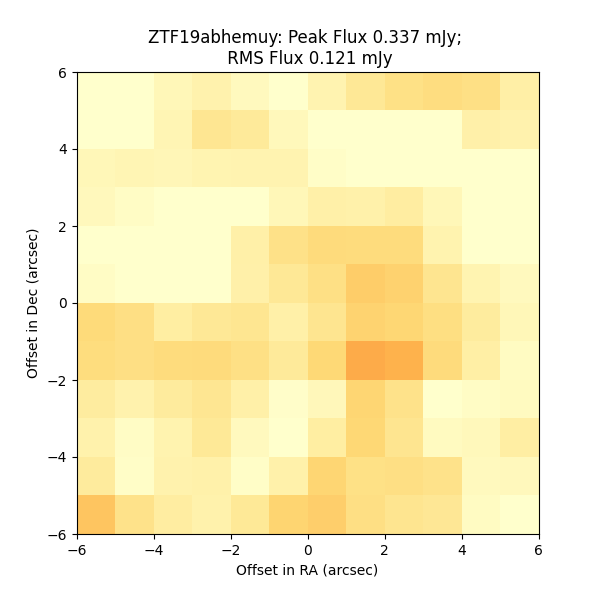 ZTF19abhemuy: Peak Flux 0.337 mJy;
RMS Flux 0.121 mJy
6
4
2
0
−2
−4
−6
Offset in Dec (arcsec)
−6 −4 −2 0 2 4 6
Offset in RA (arcsec)